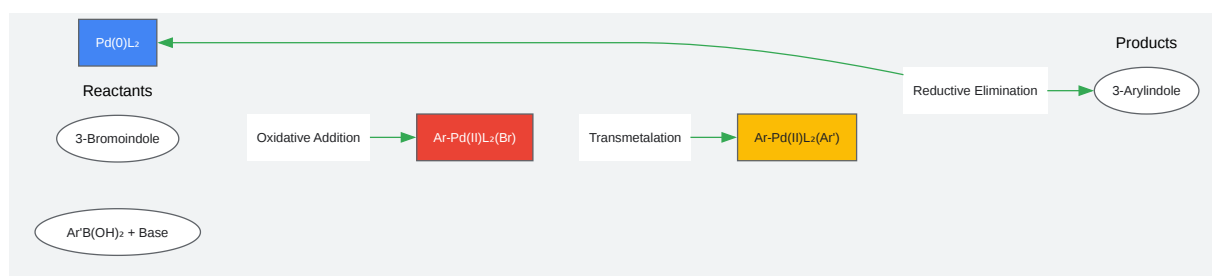 Pd(0)L₂
Products
Reactants
Reductive Elimination
3-Arylindole
3-Bromoindole
Oxidative Addition
Ar-Pd(II)L₂(Br)
Transmetalation
Ar-Pd(II)L₂(Ar')
Ar'B(OH)₂ + Base